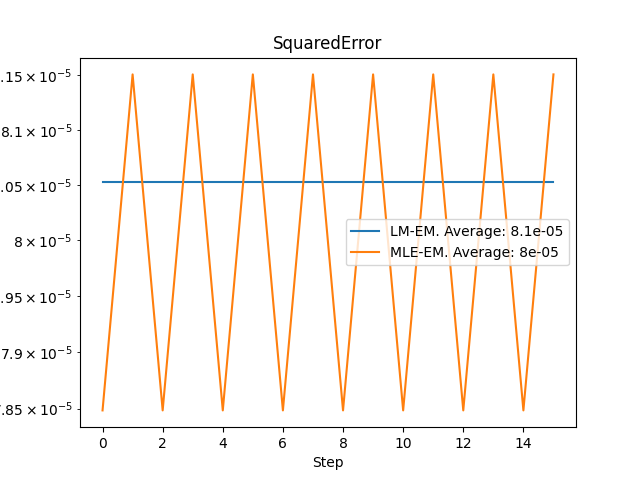 SquaredError
.15 × 10⁻⁵
8.1 × 10⁻⁵
.05 × 10⁻⁵
8 × 10⁻⁵
.95 × 10⁻⁵
7.9 × 10⁻⁵
.85 × 10⁻⁵
LM-EM. Average: 8.1e-05
MLE-EM. Average: 8e-05
0 2 4 6 8 10 12 14
Step